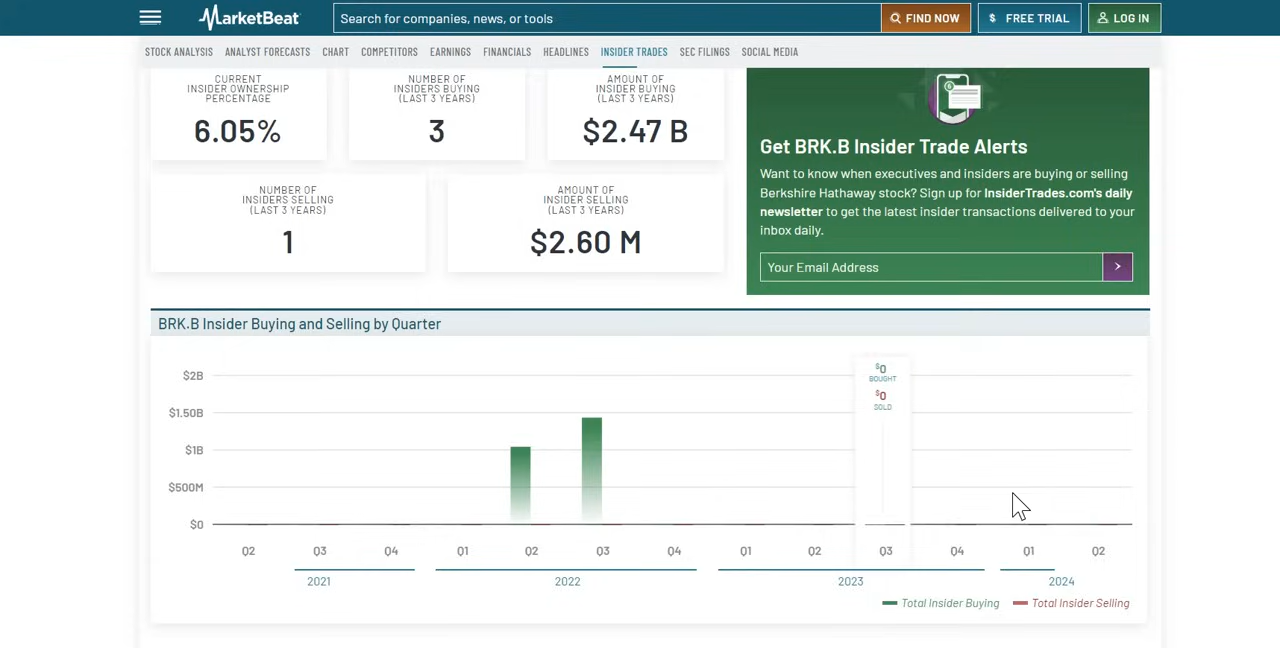 MarketBeat
Search for companies, news, or tools
FIND NOW
$ FREE TRIAL
LOG IN
STOCK ANALYSIS ANALYST FORECASTS CHART COMPETITORS EARNINGS FINANCIALS HEADLINES INSIDER TRADES SEC FILINGS SOCIAL MEDIA
CURRENT
INSIDER OWNERSHIP
PERCENTAGE
6.05%
NUMBER OF
INSIDERS BUYING
(LAST 3 YEARS)
3
AMOUNT OF
INSIDER BUYING
(LAST 3 YEARS)
$2.47 B
NUMBER OF
INSIDERS SELLING
(LAST 3 YEARS)
1
AMOUNT OF
INSIDER SELLING
(LAST 3 YEARS)
$2.60 M
Get BRK.B Insider Trade Alerts
Want to know when executives and insiders are buying or selling
Berkshire Hathaway stock? Sign up for InsiderTrades.com's daily
newsletter to get the latest insider transactions delivered to your
inbox daily.
Your Email Address
BRK.B Insider Buying and Selling by Quarter
$2B
$1.50B
$1B
$500M
$0
$0
BOUGHT
$0
SOLD
Q2 Q3 Q4 Q1 Q2 Q3 Q4 Q1 Q2 Q3 Q4 Q1 Q2
2021 2022 2023 2024
Total Insider Buying Total Insider Selling